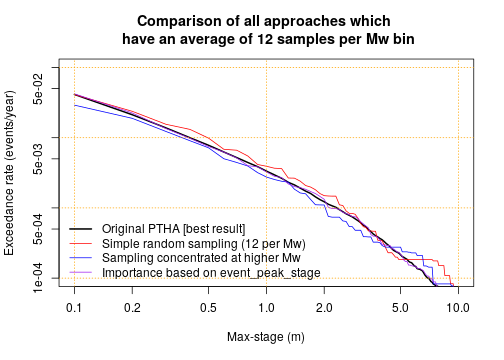 Comparison of all approaches which
have an average of 12 samples per Mw bin
Exceedance rate (events/year)
5e-02
5e-03
5e-04
1e-04
Original PTHA [best result]
Simple random sampling (12 per Mw)
Sampling concentrated at higher Mw
Importance based on event_peak_stage
0.1 0.2 0.5 1.0 2.0 5.0 10.0
Max-stage (m)